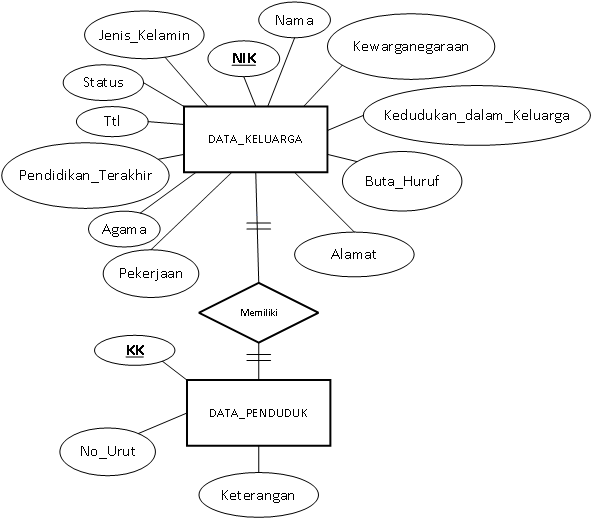 Nama
Jenis_Kelamin
Kewarganegaraan
NIK
Status
Kedudukan_dalam_Keluarga
Ttl
DATA_KELUARGA
Pendidikan_Terakhir
Buta_Huruf
Agama
Alamat
Pekerjaan
Memiliki
KK
DATA_PENDUDUK
No_Urut
Keterangan